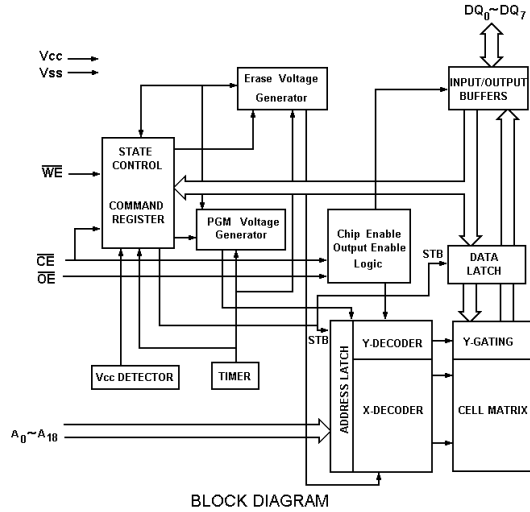 DQ0~DQ7
Vcc
Vss
Erase Voltage
Generator
INPUT/OUTPUT
BUFFERS
STATE
CONTROL
COMMAND
REGISTER
WE
PGM Voltage
Generator
Chip Enable
Output Enable
Logic
CE
OE
STB
DATA
LATCH
STB
ADDRESS LATCH
Y-DECODER
Y-GATING
Vcc DETECTOR
TIMER
X-DECODER
CELL MATRIX
A0~A18
BLOCK DIAGRAM